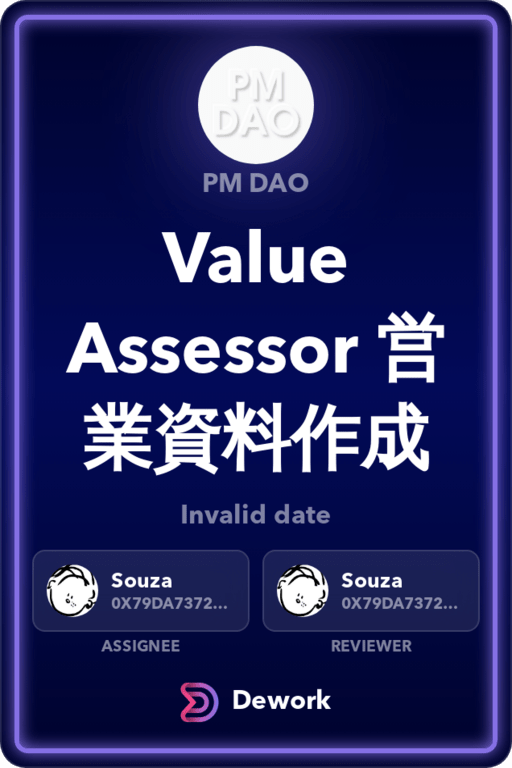 PM
DAO
PM DAO
Value
Assessor 営
業資料作成
Invalid date
Souza
0X79DA7372...
Souza
0X79DA7372...
ASSIGNEE
REVIEWER
Dework